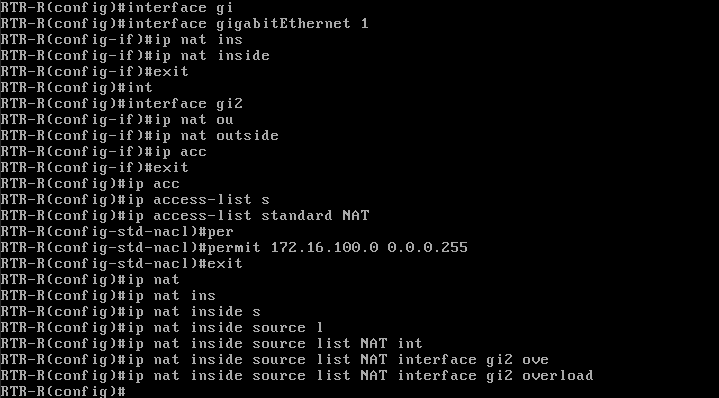 RTR-R(config)#interface gi
RTR-R(config)#interface gigabitEthernet 1
RTR-R(config-if)#ip nat ins
RTR-R(config-if)#ip nat inside
RTR-R(config-if)#exit
RTR-R(config)#int
RTR-R(config)#interface gi2
RTR-R(config-if)#ip nat ou
RTR-R(config-if)#ip nat outside
RTR-R(config-if)#ip acc
RTR-R(config-if)#exit
RTR-R(config)#ip acc
RTR-R(config)#ip access-list s
RTR-R(config)#ip access-list standard NAT
RTR-R(config-std-nacl)#per
RTR-R(config-std-nacl)#permit 172.16.100.0 0.0.0.255
RTR-R(config-std-nacl)#exit
RTR-R(config)#ip nat
RTR-R(config)#ip nat ins
RTR-R(config)#ip nat inside s
RTR-R(config)#ip nat inside source l
RTR-R(config)#ip nat inside source list NAT int
RTR-R(config)#ip nat inside source list NAT interface gi2 ove
RTR-R(config)#ip nat inside source list NAT interface gi2 overload
RTR-R(config)#